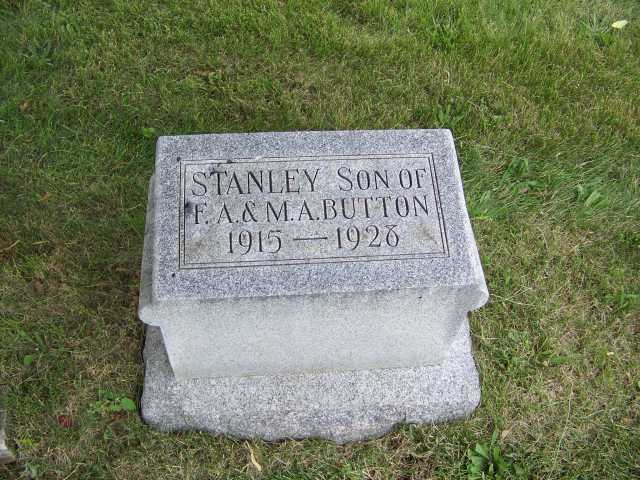 STANLEY SON OF
F. A. & M. A. BUTTON
1915 — 1928